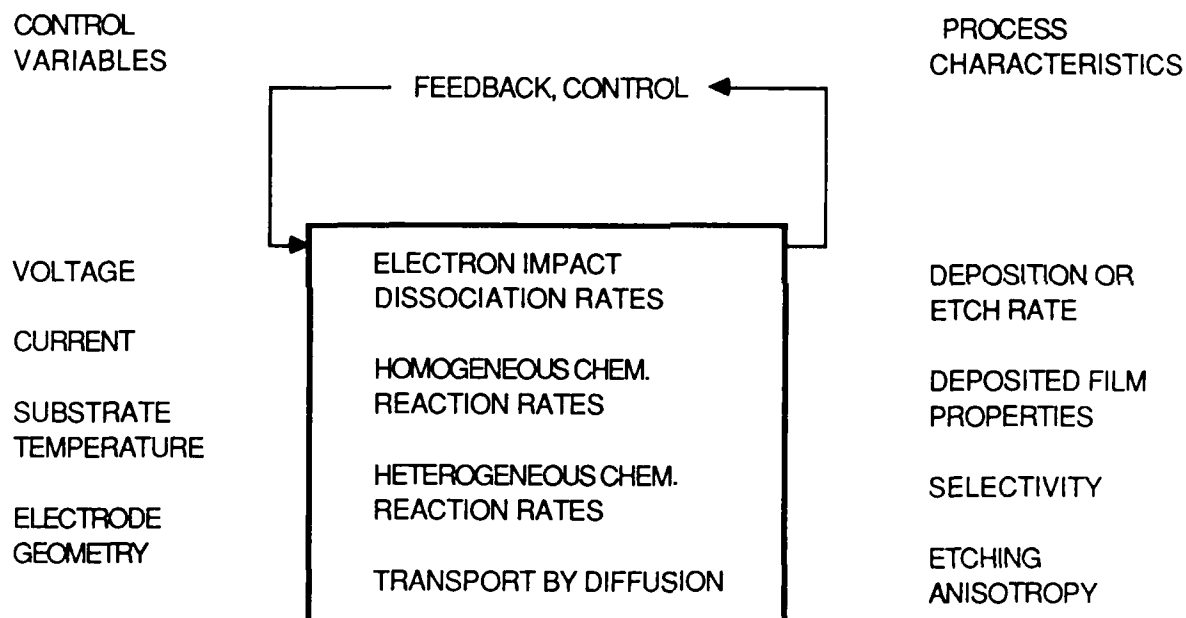 CONTROL
VARIABLES
PROCESS
CHARACTERISTICS
FEEDBACK, CONTROL
VOLTAGE
CURRENT
SUBSTRATE
TEMPERATURE
ELECTRODE
GEOMETRY
ELECTRON IMPACT
DISSOCIATION RATES
HOMOGENEOUS CHEM.
REACTION RATES
HETEROGENEOUS CHEM.
REACTION RATES
TRANSPORT BY DIFFUSION
DEPOSITION OR
ETCH RATE
DEPOSITED FILM
PROPERTIES
SELECTIVITY
ETCHING
ANISOTROPY